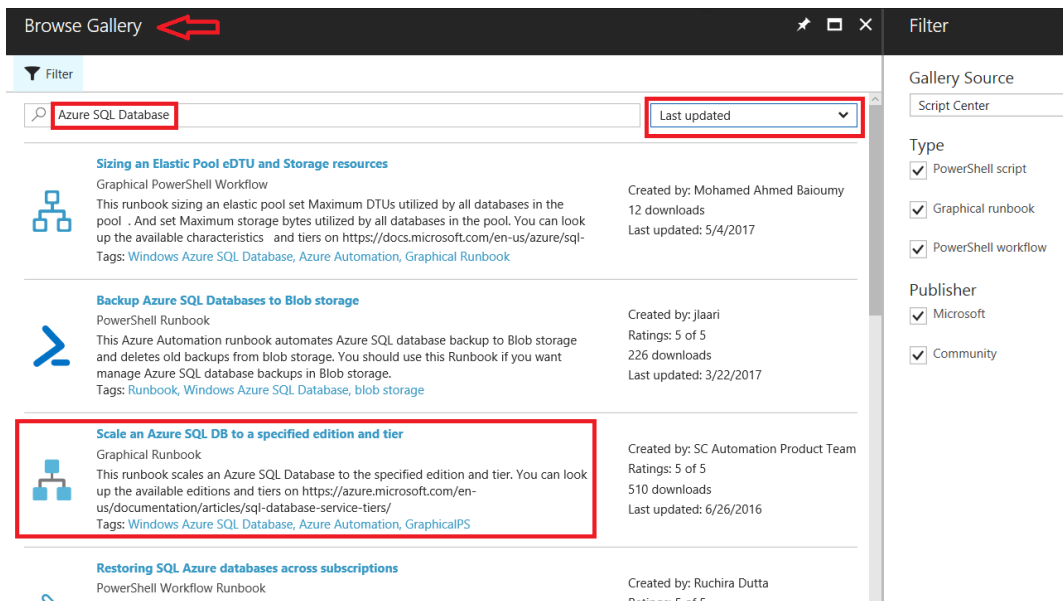 Browse Gallery
Filter
Azure SQL Database
Last updated
Sizing an Elastic Pool eDTU and Storage resources
Graphical PowerShell Workflow
This runbook sizing an elastic pool set Maximum DTUs utilized by all databases in the
pool . And set Maximum storage bytes utilized by all databases in the pool. You can look
up the available characteristics and tiers on https://docs.microsoft.com/en-us/azure/sql-
Tags: Windows Azure SQL Database, Azure Automation, Graphical Runbook
Created by: Mohamed Ahmed Baioumy
12 downloads
Last updated: 5/4/2017
Backup Azure SQL Databases to Blob storage
PowerShell Runbook
This Azure Automation runbook automates Azure SQL database backup to Blob storage
and deletes old backups from blob storage. You should use this Runbook if you want
manage Azure SQL database backups in Blob storage.
Tags: Runbook, Windows Azure SQL Database, blob storage
Created by: jlaari
Ratings: 5 of 5
226 downloads
Last updated: 3/22/2017
Scale an Azure SQL DB to a specified edition and tier
Graphical Runbook
This runbook scales an Azure SQL Database to the specified edition and tier. You can look
up the available editions and tiers on https://azure.microsoft.com/en-
us/documentation/articles/sql-database-service-tiers/
Tags: Windows Azure SQL Database, Azure Automation, GraphicalPS
Created by: SC Automation Product Team
Ratings: 5 of 5
510 downloads
Last updated: 6/26/2016
Restoring SQL Azure databases across subscriptions
PowerShell Workflow Runbook
Created by: Ruchira Dutta
Ratings: 5 of 5
Filter
Gallery Source
Script Center
Type
PowerShell script
Graphical runbook
PowerShell workflow
Publisher
Microsoft
Community